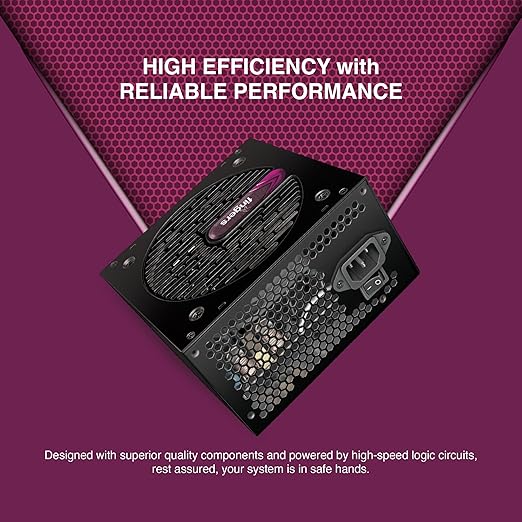 HIGH EFFICIENCY with
RELIABLE PERFORMANCE
fingers
Designed with superior quality components and powered by high-speed logic circuits,
rest assured, your system is in safe hands.